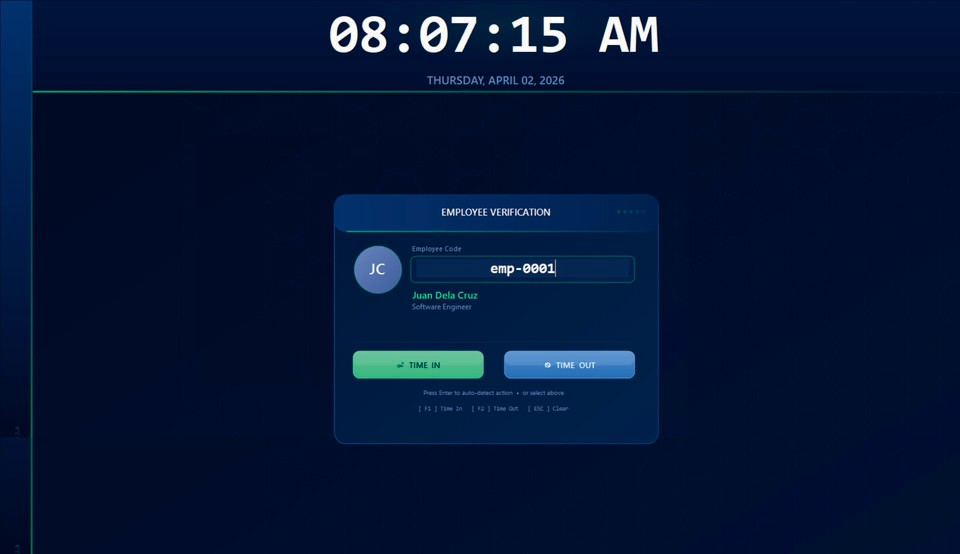 08:07:15 AM
THURSDAY, APRIL 02, 2026
EMPLOYEE VERIFICATION
Employee Code
JC
emp-0001
Juan Dela Cruz
Software Engineer
TIME IN
TIME OUT
Press Enter to auto-detect action • or select above
[ F1 ] Time In [ F2 ] Time Out [ ESC ] Clear